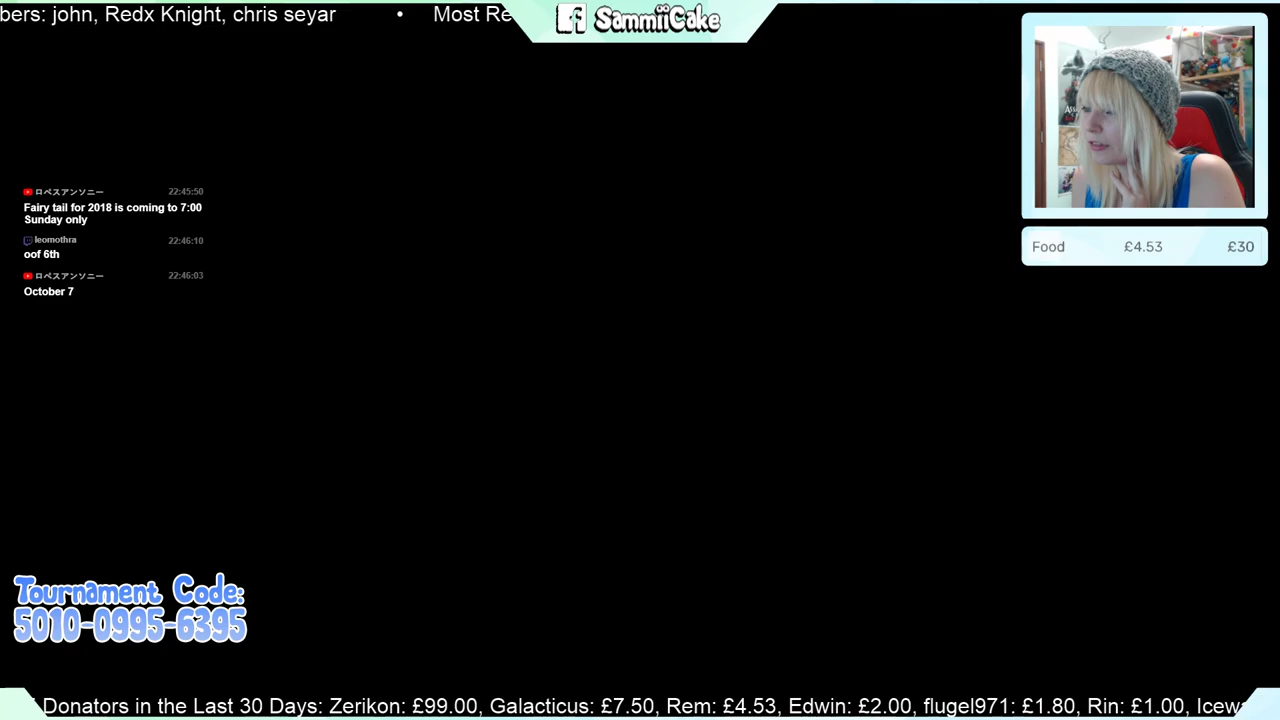 bers: john, Redx Knight, chris seyar • Most Re
SammiiCake
ロペスアンソニー 22:45:50
Fairy tail for 2018 is coming to 7:00
Sunday only
leomothra 22:46:10
oof 6th
ロペスアンソニー 22:46:03
October 7
Food £4.53 £30
Tournament Code:
5010-0995-6395
Donators in the Last 30 Days: Zerikon: £99.00, Galacticus: £7.50, Rem: £4.53, Edwin: £2.00, flugel971: £1.80, Rin: £1.00, Icew